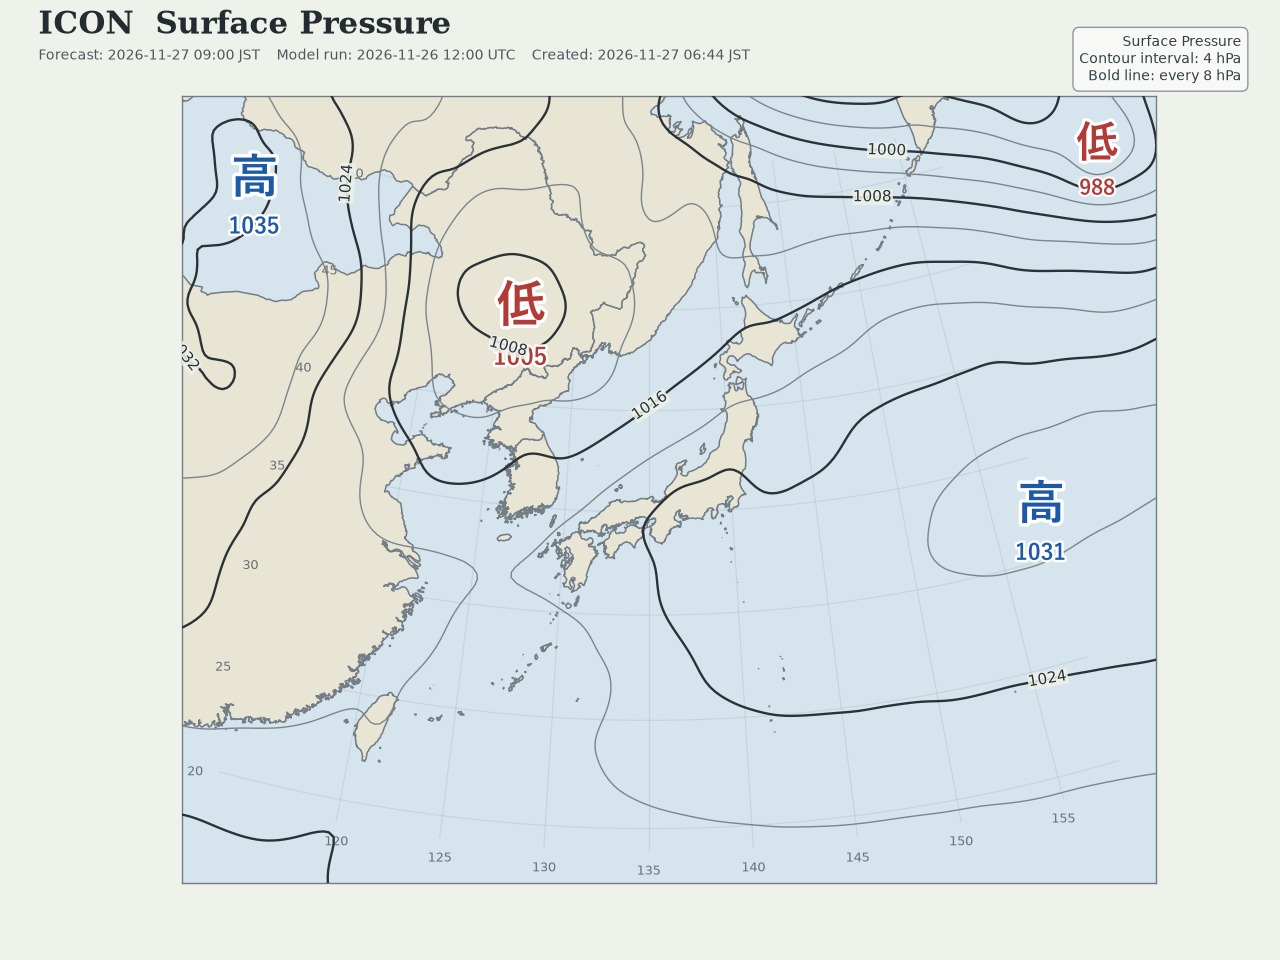 ICON  Surface Pressure
Forecast: 2026-11-27 09:00 JST    Model run: 2026-11-26 12:00 UTC    Created: 2026-11-27 06:44 JST
Surface Pressure
Contour interval: 4 hPa
Bold line: every 8 hPa
低
988
1000
1008
高
1035
1024
45
低
1008
1005
40
1016
35
高
1031
30
25
1024
20
120
125
130
135
140
145
150
155